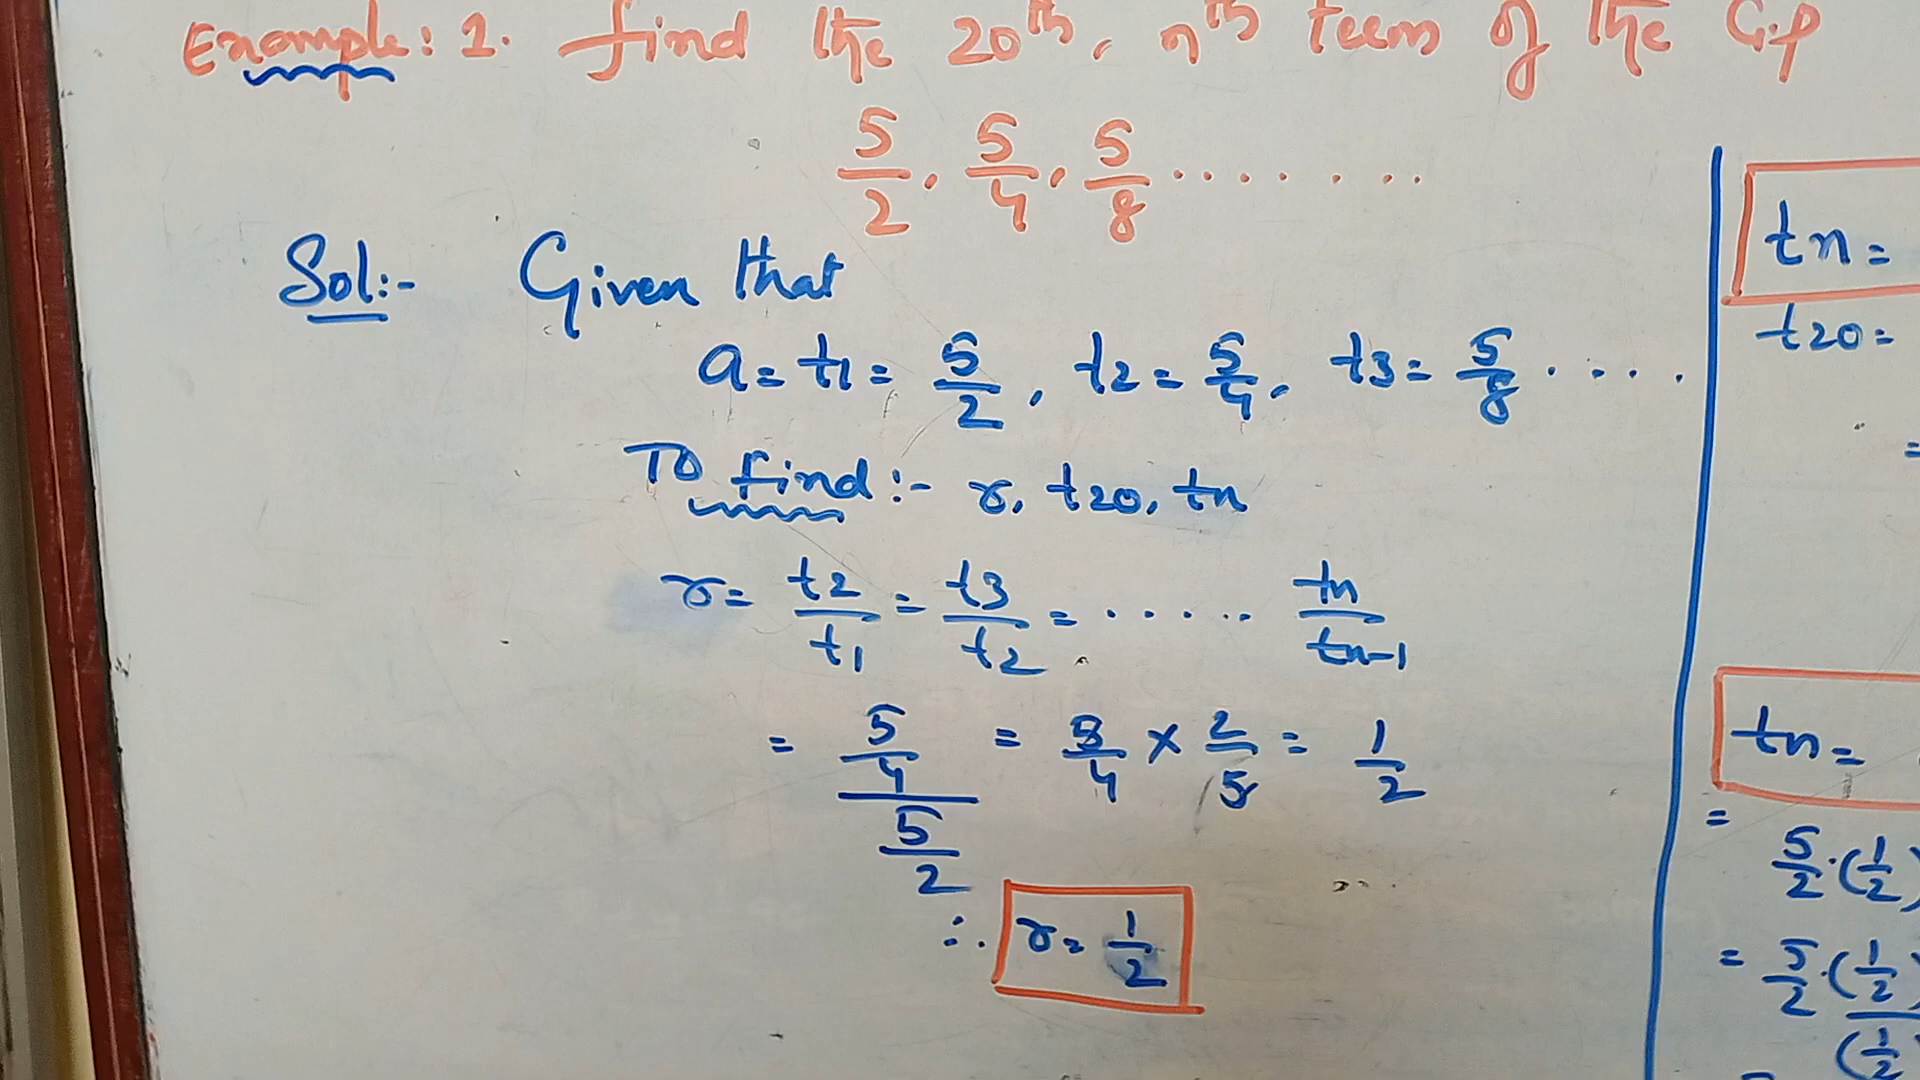 Example: 1. find the 20th, nth term of the G.p
5/2, 5/4, 5/8 ........
Sol:- Given that
a = t1 = 5/2, t2 = 5/4, t3 = 5/8 ....
To find:- r, t20, tn
r = t2/t1 = t3/t2 = ...... tn/tn-1
= 5/4 / 5/2 = 5/4 × 2/5 = 1/2
∴ r = 1/2
tn =
t20 =
=
tn =
=
5/2 · (1/2)
= 5/2 · (1/2) / (1/2